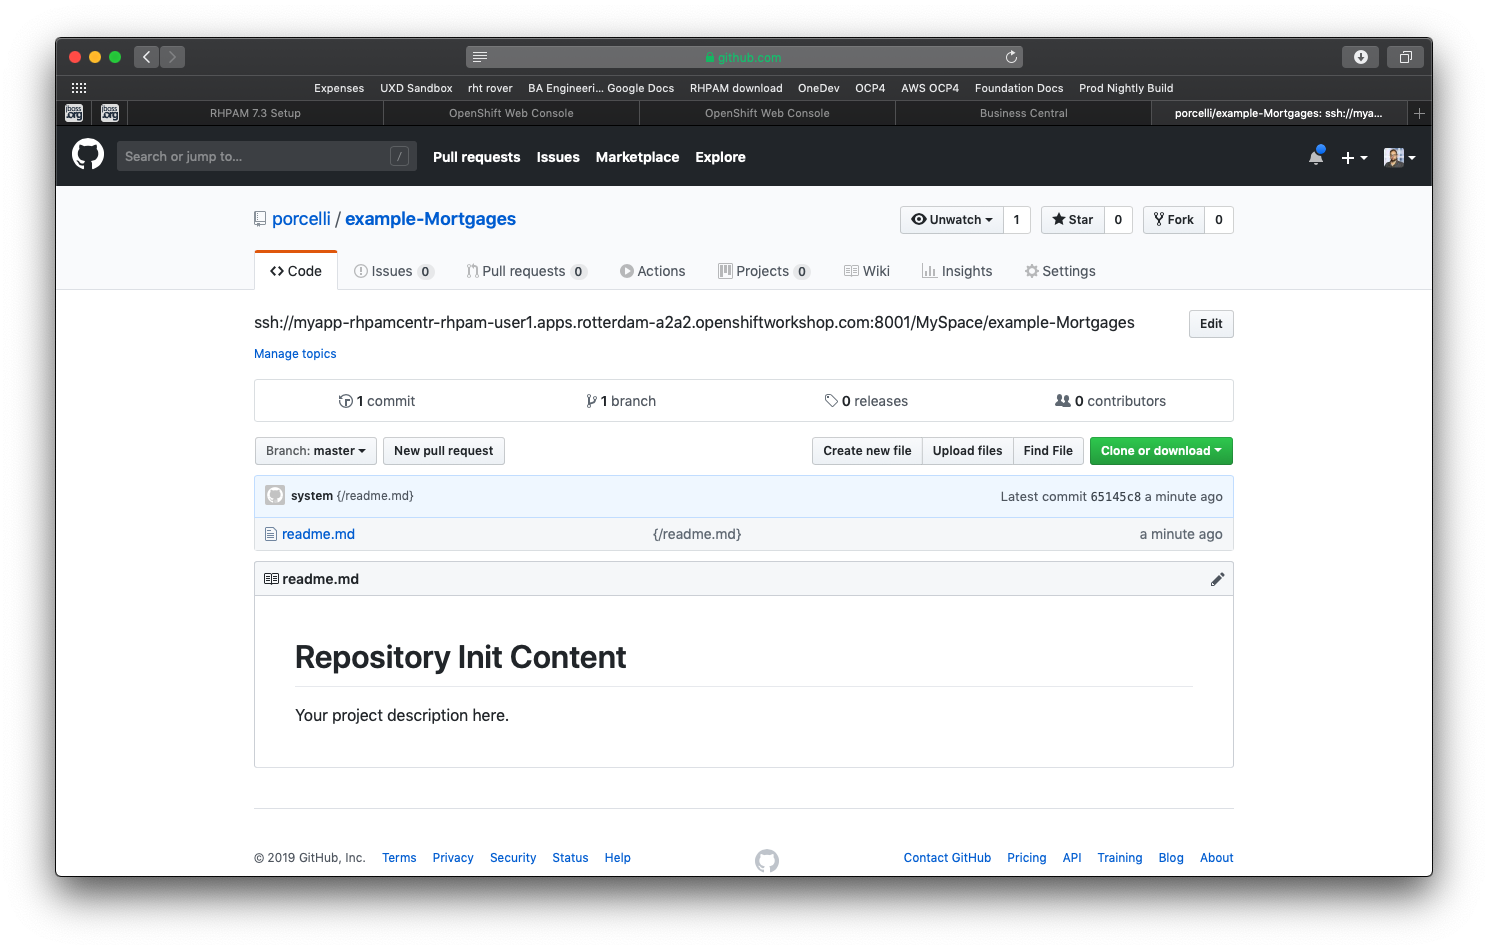 github.com
Expenses UXD Sandbox rht rover BA Engineeri... Google Docs RHPAM download OneDev OCP4 AWS OCP4 Foundation Docs Prod Nightly Build
jboss.org jboss.org RHPAM 7.3 Setup OpenShift Web Console OpenShift Web Console Business Central porcelli/example-Mortgages: ssh://mya...
Search or jump to... / Pull requests Issues Marketplace Explore
porcelli / example-Mortgages Unwatch 1 Star 0 Fork 0
Code Issues 0 Pull requests 0 Actions Projects 0 Wiki Insights Settings
ssh://myapp-rhpamcentr-rhpam-user1.apps.rotterdam-a2a2.openshiftworkshop.com:8001/MySpace/example-Mortgages Edit
Manage topics
1 commit 1 branch 0 releases 0 contributors
Branch: master New pull request Create new file Upload files Find File Clone or download
system {/readme.md} Latest commit 65145c8 a minute ago
readme.md {/readme.md} a minute ago
readme.md
Repository Init Content
Your project description here.
© 2019 GitHub, Inc. Terms Privacy Security Status Help Contact GitHub Pricing API Training Blog About